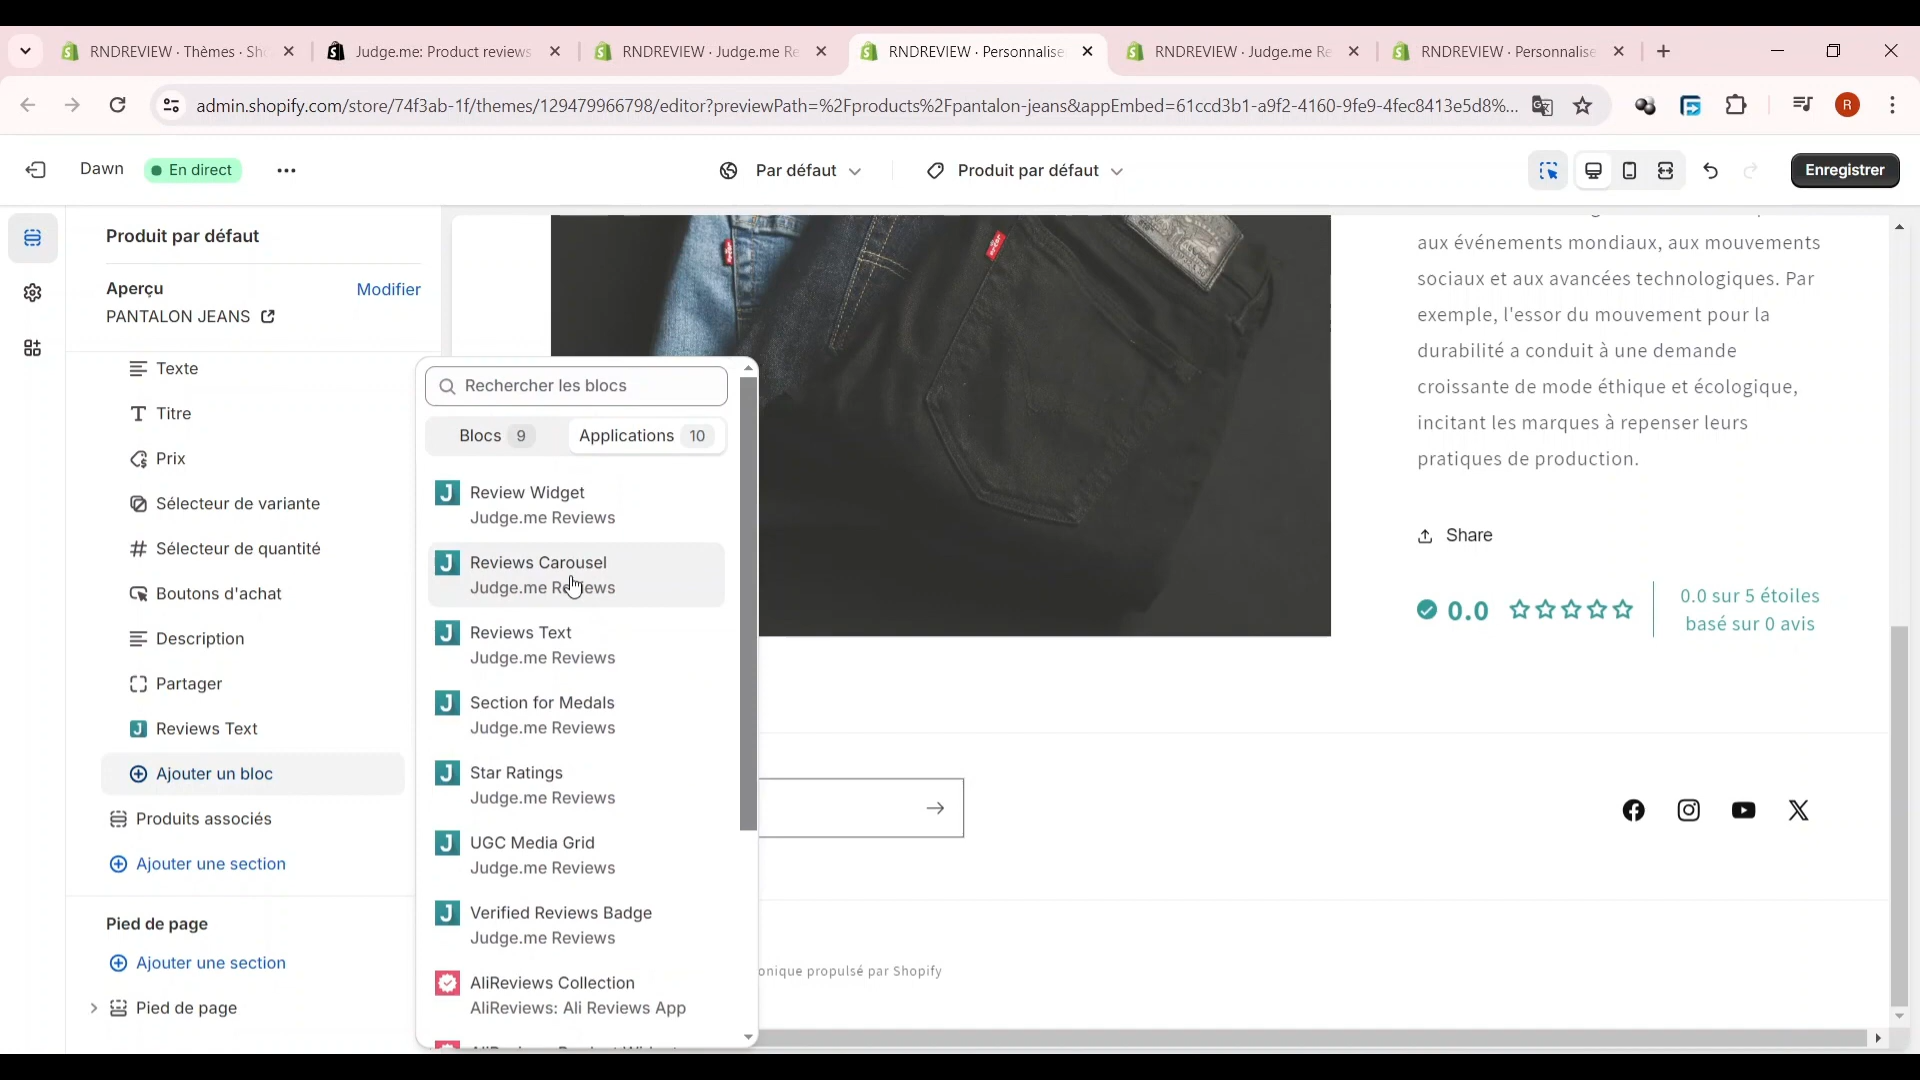 RNDREVIEW · Thèmes · Sh
Judge.me: Product reviews
RNDREVIEW · Judge.me Re
RNDREVIEW · Personnalise
RNDREVIEW · Judge.me Re
RNDREVIEW · Personnalise
admin.shopify.com/store/74f3ab-1f/themes/129479966798/editor?previewPath=%2Fproducts%2Fpantalon-jeans&appEmbed=61ccd3b1-a9f2-4160-9fe9-4fec8413e5d8%...
R
Dawn
En direct
Par défaut
Produit par défaut
Enregistrer
Produit par défaut
Aperçu
Modifier
PANTALON JEANS
Texte
Titre
Prix
Sélecteur de variante
Sélecteur de quantité
Boutons d'achat
Description
Partager
Reviews Text
Ajouter un bloc
Produits associés
Ajouter une section
Pied de page
Ajouter une section
Pied de page
Rechercher les blocs
Blocs 9
Applications 10
Review Widget
Judge.me Reviews
Reviews Carousel
Judge.me Reviews
Reviews Text
Judge.me Reviews
Section for Medals
Judge.me Reviews
Star Ratings
Judge.me Reviews
UGC Media Grid
Judge.me Reviews
Verified Reviews Badge
Judge.me Reviews
AliReviews Collection
AliReviews: Ali Reviews App
aux événements mondiaux, aux mouvements
sociaux et aux avancées technologiques. Par
exemple, l'essor du mouvement pour la
durabilité a conduit à une demande
croissante de mode éthique et écologique,
incitant les marques à repenser leurs
pratiques de production.
Share
0.0
0.0 sur 5 étoiles
basé sur 0 avis
onique propulsé par Shopify